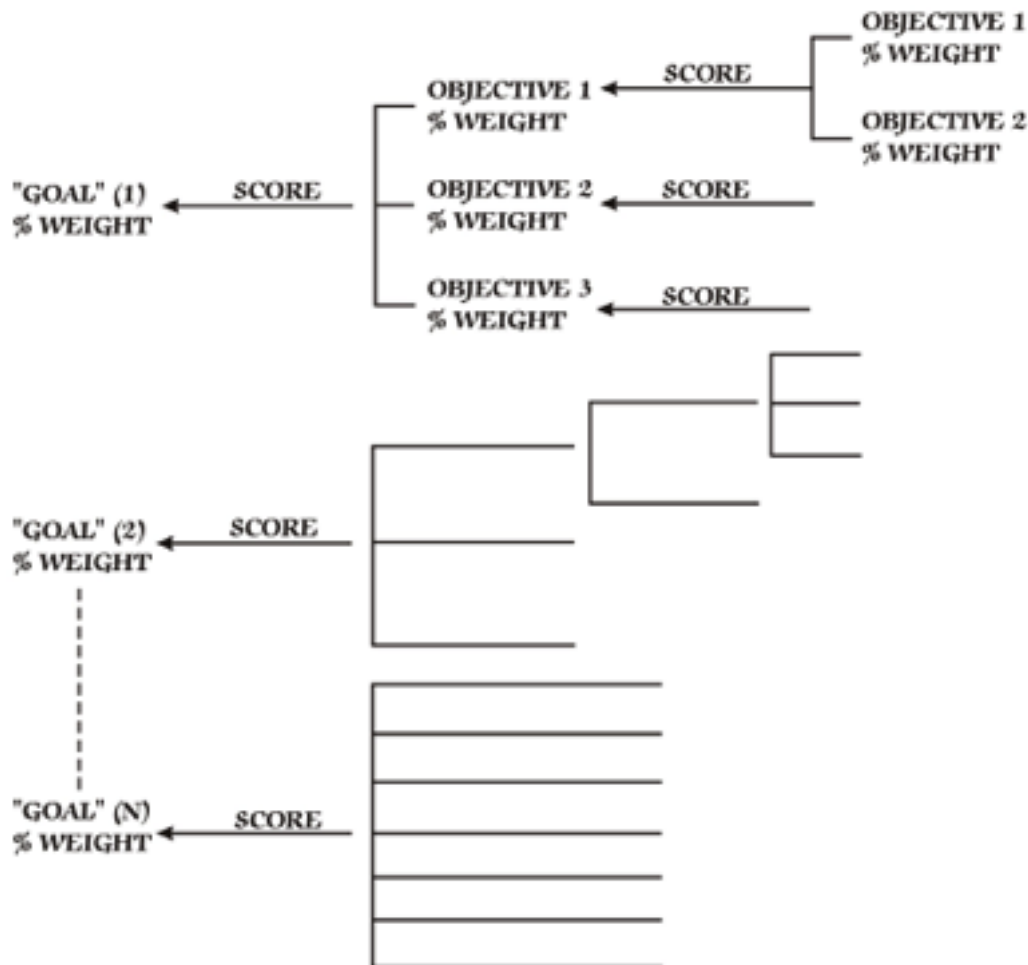 OBJECTIVE 1
% WEIGHT
SCORE
OBJECTIVE 1
% WEIGHT
OBJECTIVE 2
% WEIGHT
"GOAL" (1)
% WEIGHT
SCORE
OBJECTIVE 2
% WEIGHT
SCORE
OBJECTIVE 3
% WEIGHT
SCORE
"GOAL" (2)
% WEIGHT
SCORE
"GOAL" (N)
% WEIGHT
SCORE